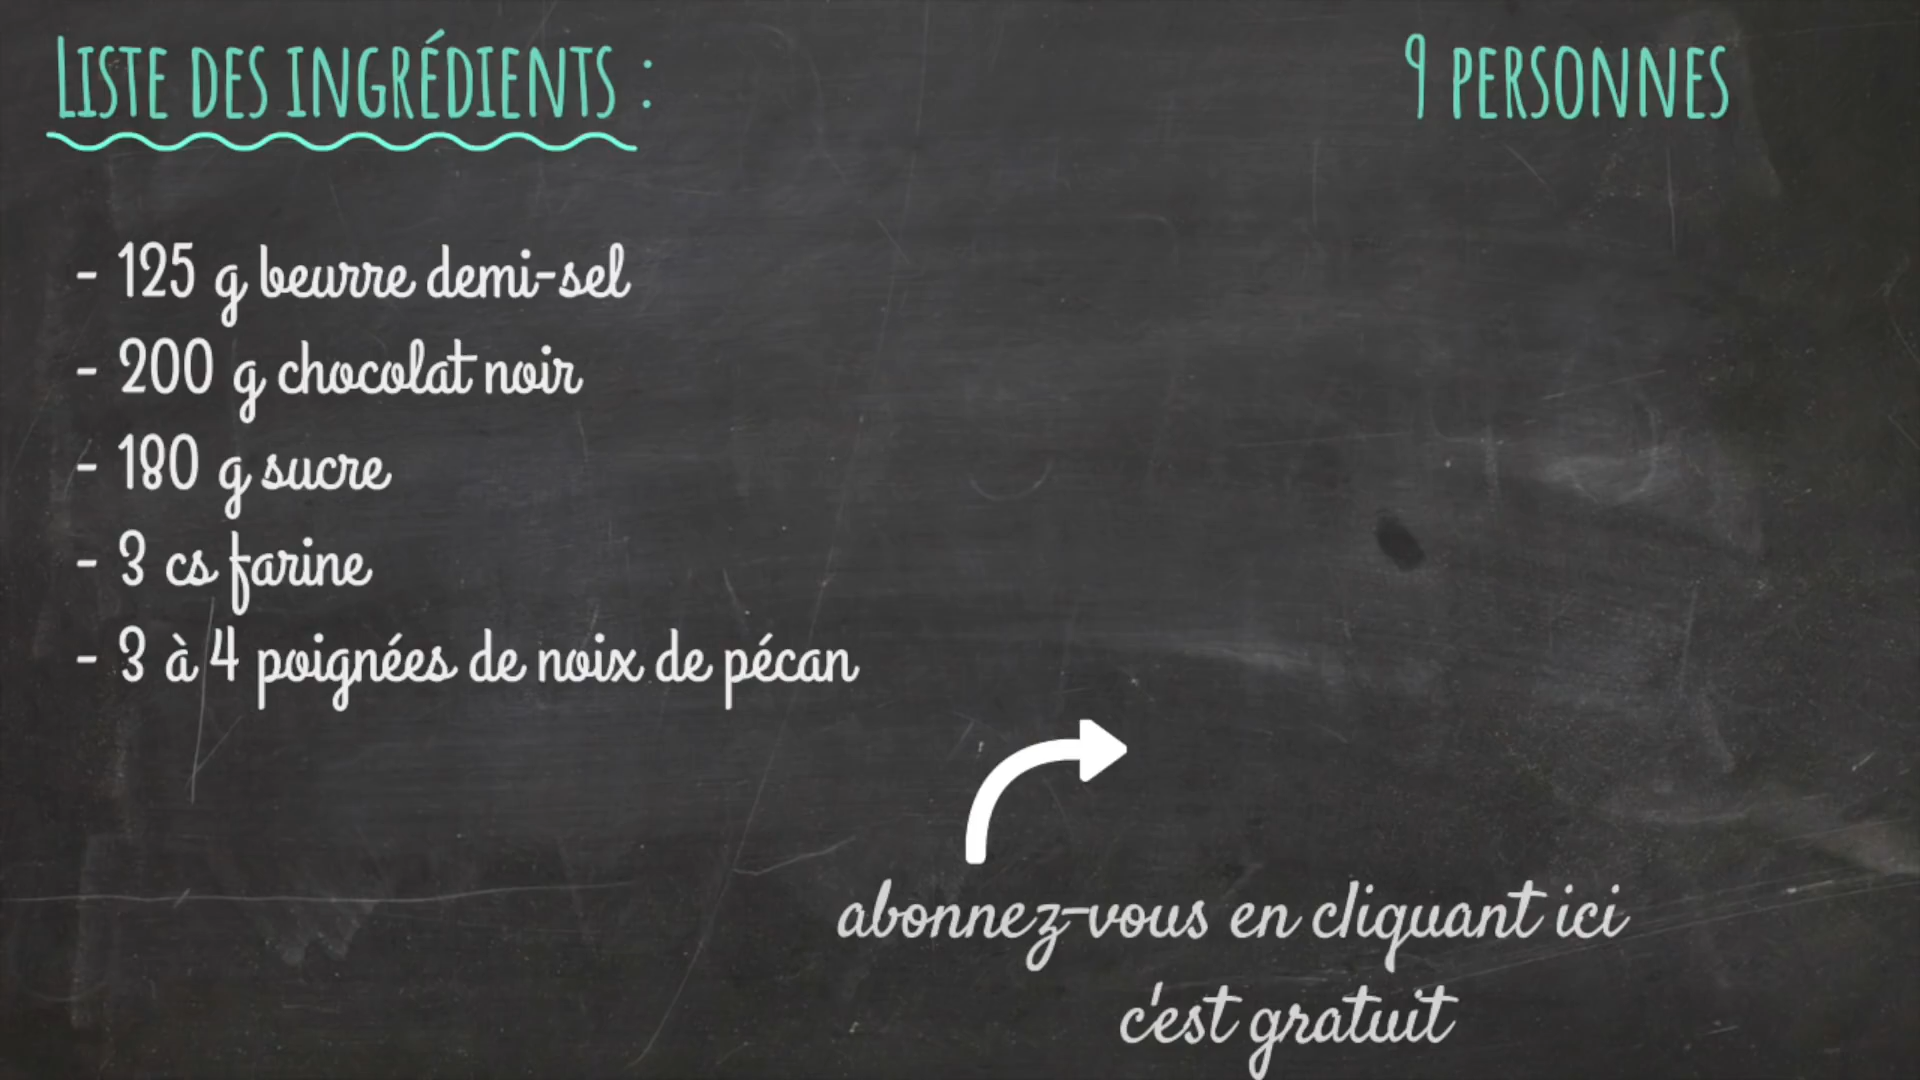 Liste des ingrédients :
9 personnes
- 125 g beurre demi-sel
- 200 g chocolat noir
- 180 g sucre
- 3 cs farine
- 3 à 4 poignées de noix de pécan
abonnez-vous en cliquant ici
c'est gratuit